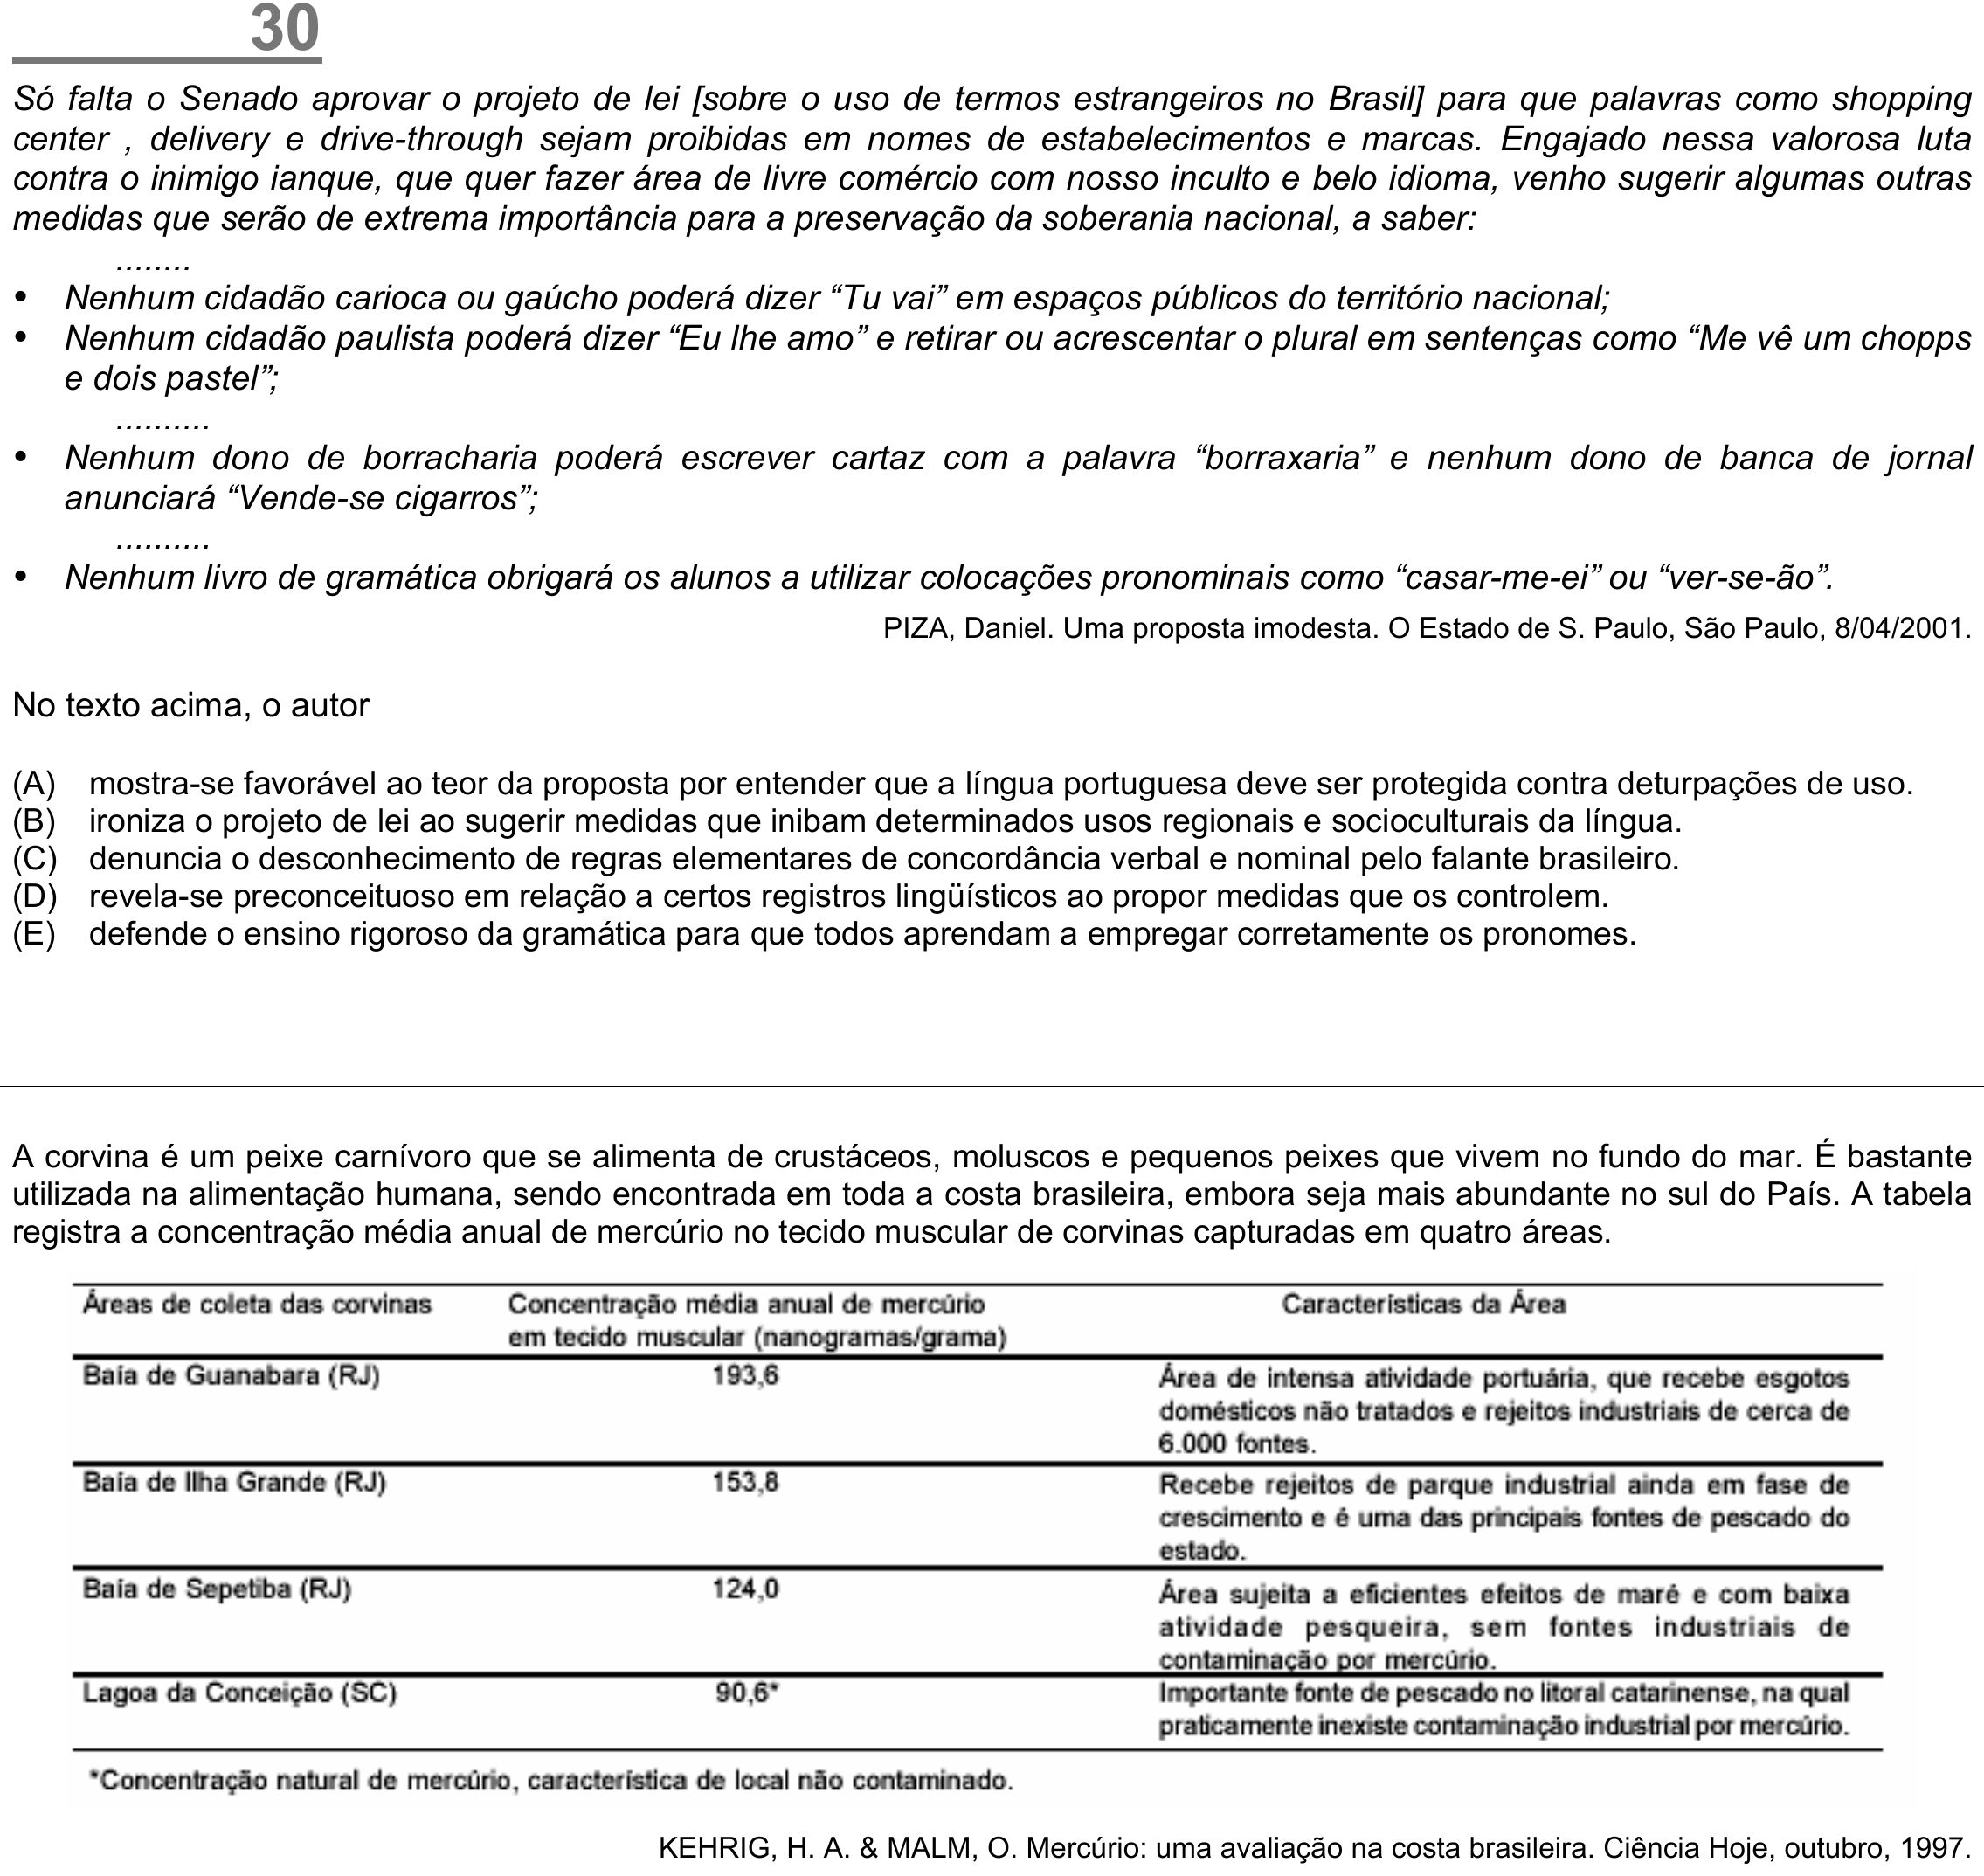 30
Só falta o Senado aprovar o projeto de lei [sobre o uso de termos estrangeiros no Brasil] para que palavras como shopping
center , delivery e drive-through sejam proibidas em nomes de estabelecimentos e marcas. Engajado nessa valorosa luta
contra o inimigo ianque, que quer fazer área de livre comércio com nosso inculto e belo idioma, venho sugerir algumas outras
medidas que serão de extrema importância para a preservação da soberania nacional, a saber:
........
• Nenhum cidadão carioca ou gaúcho poderá dizer “Tu vai” em espaços públicos do território nacional;
• Nenhum cidadão paulista poderá dizer “Eu lhe amo” e retirar ou acrescentar o plural em sentenças como “Me vê um chopps
e dois pastel”;
..........
• Nenhum dono de borracharia poderá escrever cartaz com a palavra “borraxaria” e nenhum dono de banca de jornal
anunciará “Vende-se cigarros”;
..........
• Nenhum livro de gramática obrigará os alunos a utilizar colocações pronominais como “casar-me-ei” ou “ver-se-ão”.
PIZA, Daniel. Uma proposta imodesta. O Estado de S. Paulo, São Paulo, 8/04/2001.
No texto acima, o autor
(A) mostra-se favorável ao teor da proposta por entender que a língua portuguesa deve ser protegida contra deturpações de uso.
(B) ironiza o projeto de lei ao sugerir medidas que inibam determinados usos regionais e socioculturais da língua.
(C) denuncia o desconhecimento de regras elementares de concordância verbal e nominal pelo falante brasileiro.
(D) revela-se preconceituoso em relação a certos registros lingüísticos ao propor medidas que os controlem.
(E) defende o ensino rigoroso da gramática para que todos aprendam a empregar corretamente os pronomes.
A corvina é um peixe carnívoro que se alimenta de crustáceos, moluscos e pequenos peixes que vivem no fundo do mar. É bastante
utilizada na alimentação humana, sendo encontrada em toda a costa brasileira, embora seja mais abundante no sul do País. A tabela
registra a concentração média anual de mercúrio no tecido muscular de corvinas capturadas em quatro áreas.
Áreas de coleta das corvinas Concentração média anual de mercúrio Características da Área
em tecido muscular (nanogramas/grama)
Baía de Guanabara (RJ) 193,6 Área de intensa atividade portuária, que recebe esgotos
domésticos não tratados e rejeitos industriais de cerca de
6.000 fontes.
Baía de Ilha Grande (RJ) 153,8 Recebe rejeitos de parque industrial ainda em fase de
crescimento e é uma das principais fontes de pescado do
estado.
Baía de Sepetiba (RJ) 124,0 Área sujeita a eficientes efeitos de maré e com baixa
atividade pesqueira, sem fontes industriais de
contaminação por mercúrio.
Lagoa da Conceição (SC) 90,6* Importante fonte de pescado no litoral catarinense, na qual
praticamente inexiste contaminação industrial por mercúrio.
*Concentração natural de mercúrio, característica de local não contaminado.
KEHRIG, H. A. & MALM, O. Mercúrio: uma avaliação na costa brasileira. Ciência Hoje, outubro, 1997.